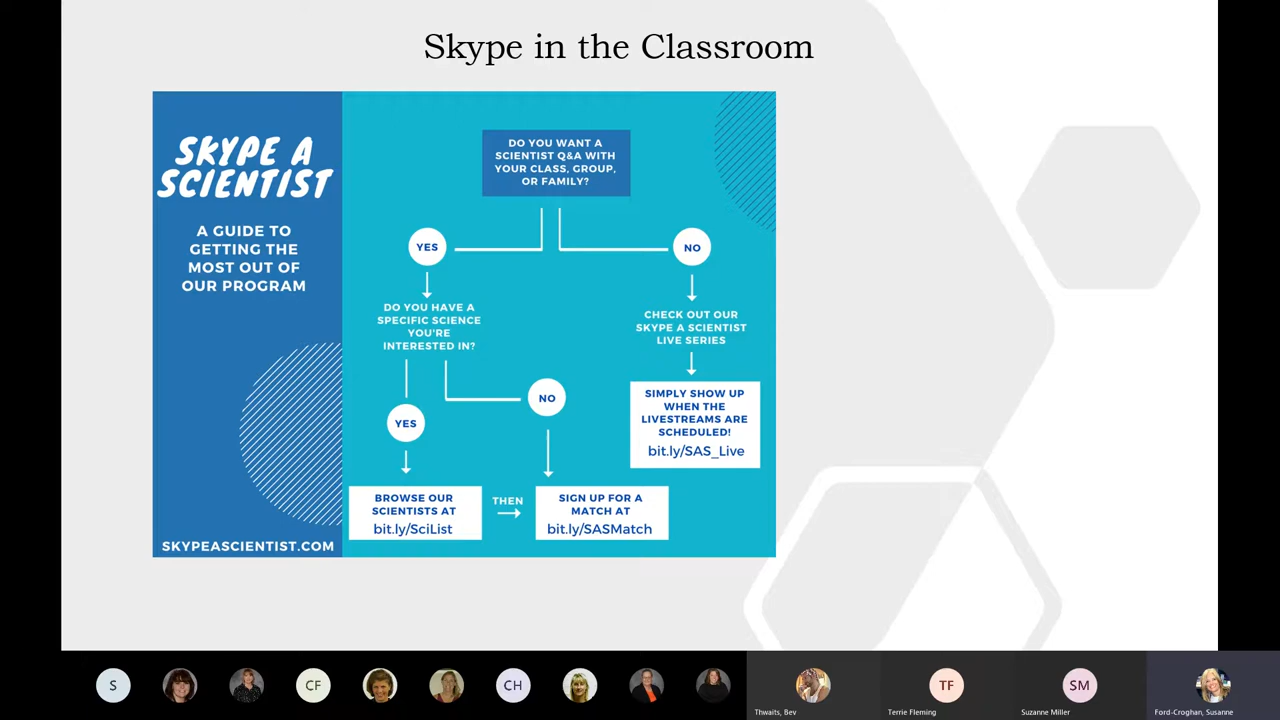 Skype in the Classroom
SKYPE A
SCIENTIST
A GUIDE TO
GETTING THE
MOST OUT OF
OUR PROGRAM
SKYPEASCIENTIST.COM
DO YOU WANT A
SCIENTIST Q&A WITH
YOUR CLASS, GROUP,
OR FAMILY?
YES
NO
DO YOU HAVE A
SPECIFIC SCIENCE
YOU'RE
INTERESTED IN?
CHECK OUT OUR
SKYPE A SCIENTIST
LIVE SERIES
YES
NO
SIMPLY SHOW UP
WHEN THE
LIVESTREAMS ARE
SCHEDULED!
bit.ly/SAS_Live
BROWSE OUR
SCIENTISTS AT
bit.ly/SciList
THEN
SIGN UP FOR A
MATCH AT
bit.ly/SASMatch
S
CF
CH
TF
SM
Thwaits, Bev
Terrie Fleming
Suzanne Miller
Ford-Croghan, Susanne